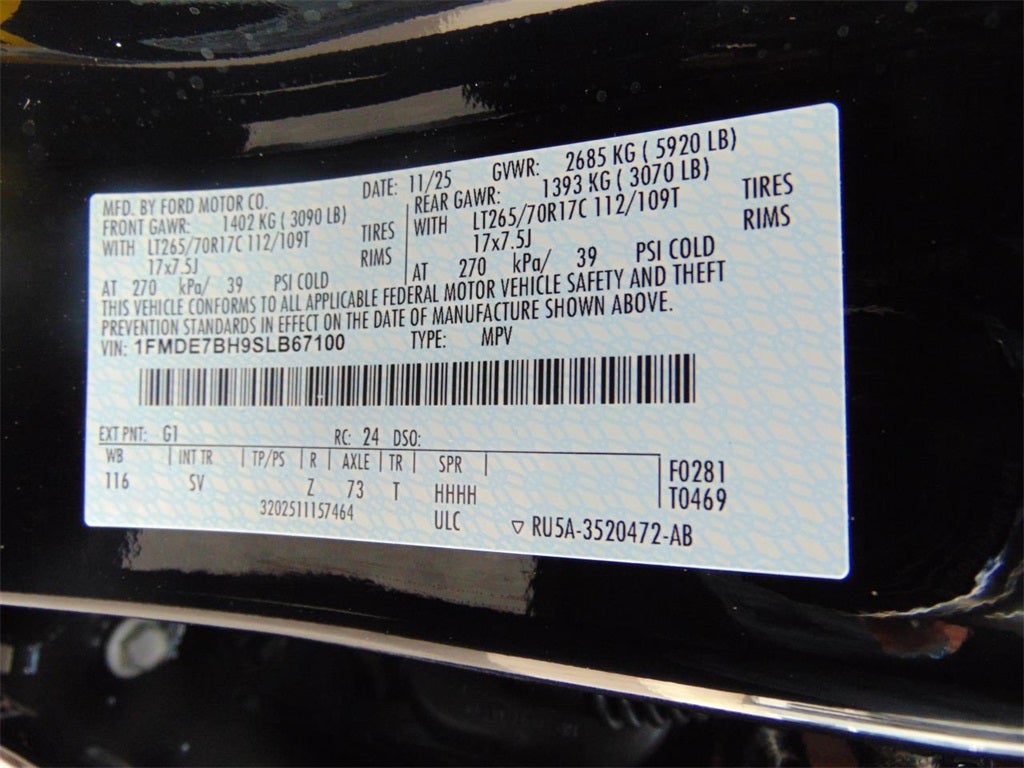 MFD. BY FORD MOTOR CO. DATE: 11/25 GVWR: 2685 KG ( 5920 LB)
FRONT GAWR: 1402 KG ( 3090 LB) REAR GAWR: 1393 KG ( 3070 LB)
WITH LT265/70R17C 112/109T TIRES WITH LT265/70R17C 112/109T TIRES
17x7.5J RIMS 17x7.5J RIMS
AT 270 kPa/ 39 PSI COLD AT 270 kPa/ 39 PSI COLD
THIS VEHICLE CONFORMS TO ALL APPLICABLE FEDERAL MOTOR VEHICLE SAFETY AND THEFT
PREVENTION STANDARDS IN EFFECT ON THE DATE OF MANUFACTURE SHOWN ABOVE.
VIN: 1FMDE7BH9SLB67100 TYPE: MPV
EXT PNT: G1 RC: 24 DSO:
WB INT TR TP/PS R AXLE TR SPR F0281
116 SV Z 73 T HHHH T0469
3202511157464 ULC ▽ RU5A-3520472-AB